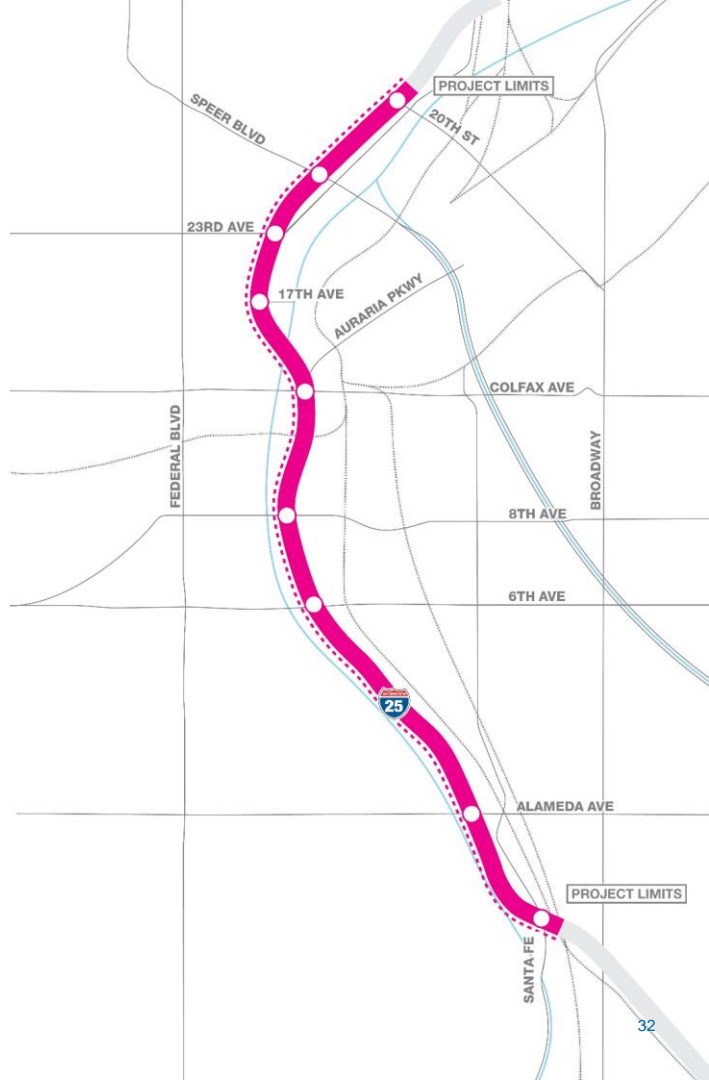 PROJECT LIMITS
SPEER BLVD
20TH ST
23RD AVE
17TH AVE
AURARIA PKWY
COLFAX AVE
FEDERAL BLVD
BROADWAY
8TH AVE
6TH AVE
25
ALAMEDA AVE
PROJECT LIMITS
SANTA FE
32